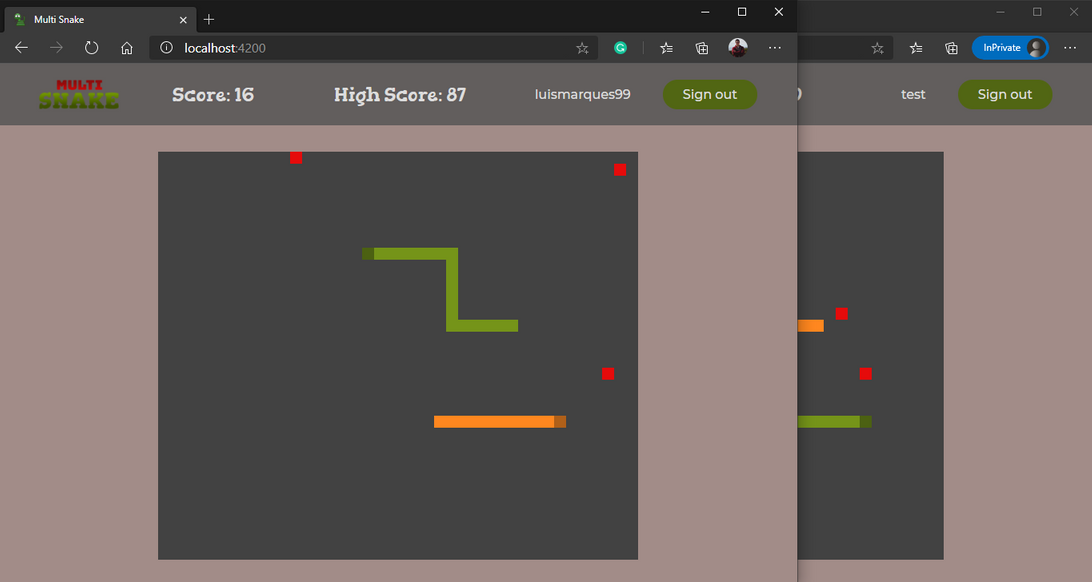 Multi Snake
localhost:4200
InPrivate
MULTI
SNAKE
Score: 16
High Score: 87
luismarques99
Sign out
test
Sign out